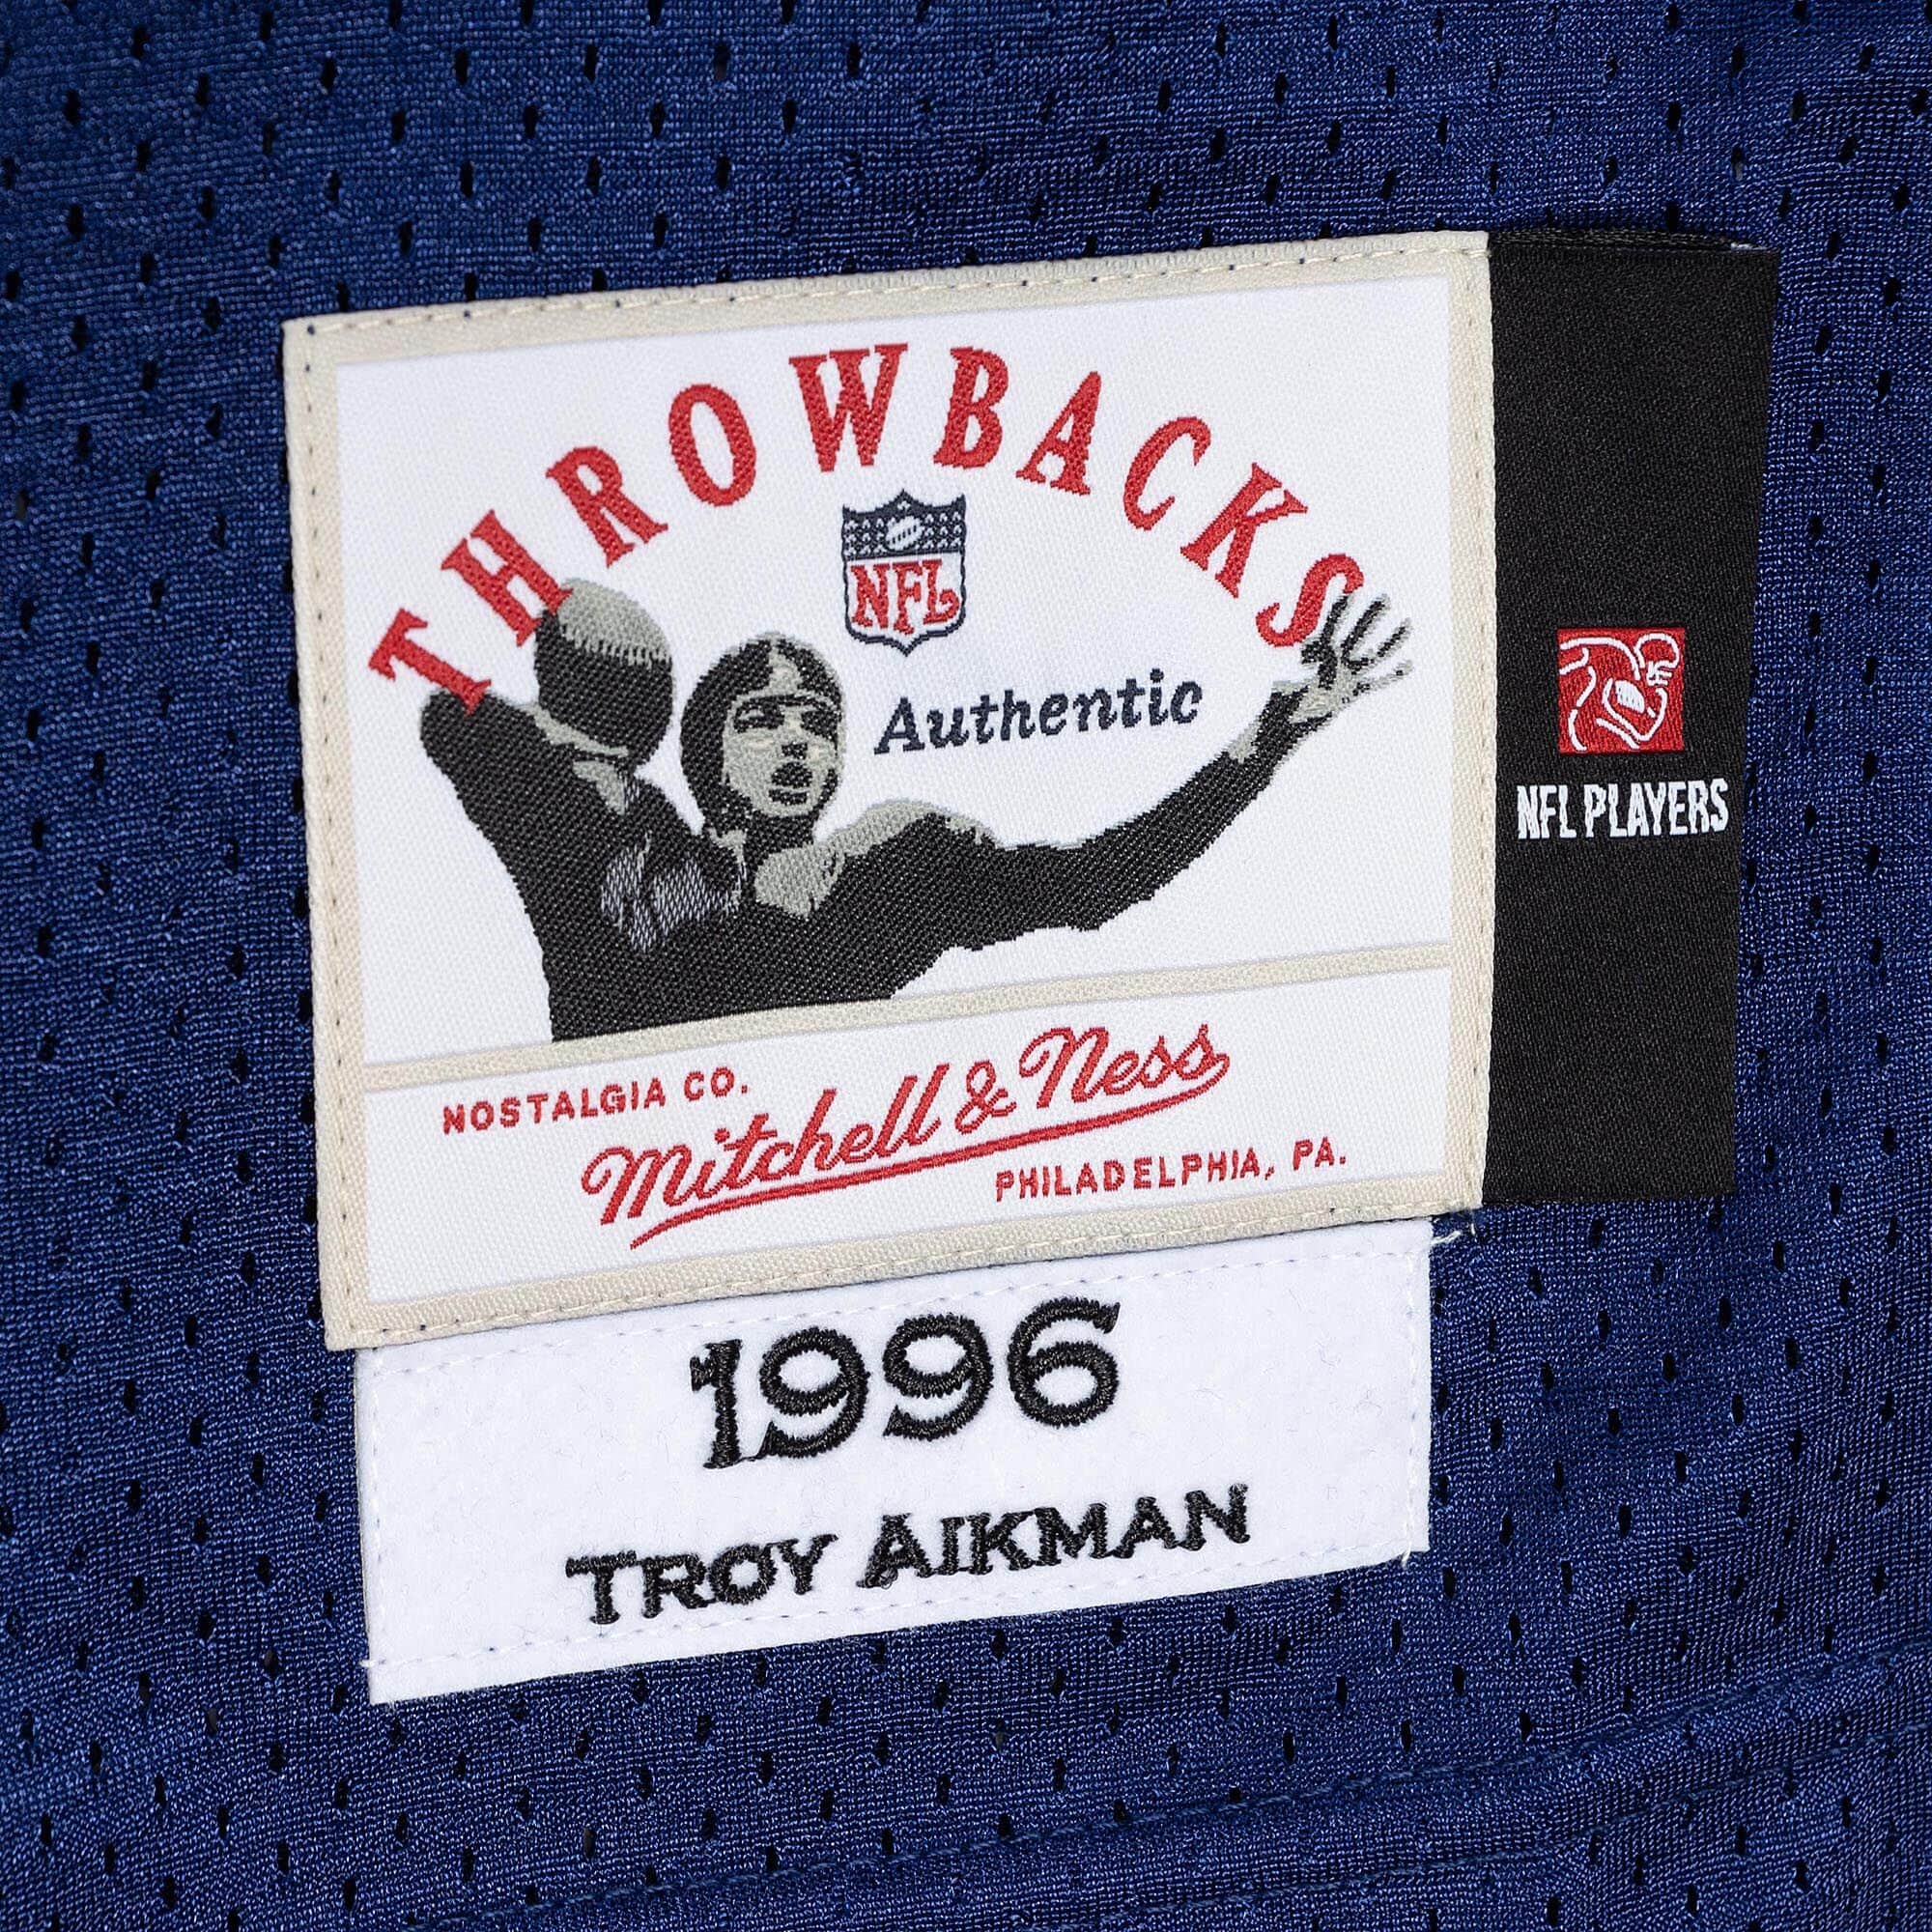 THROWBACKS
NFL
Authentic
NFL PLAYERS
NOSTALGIA CO.
Mitchell & Ness
PHILADELPHIA, PA.
1996
TROY AIKMAN